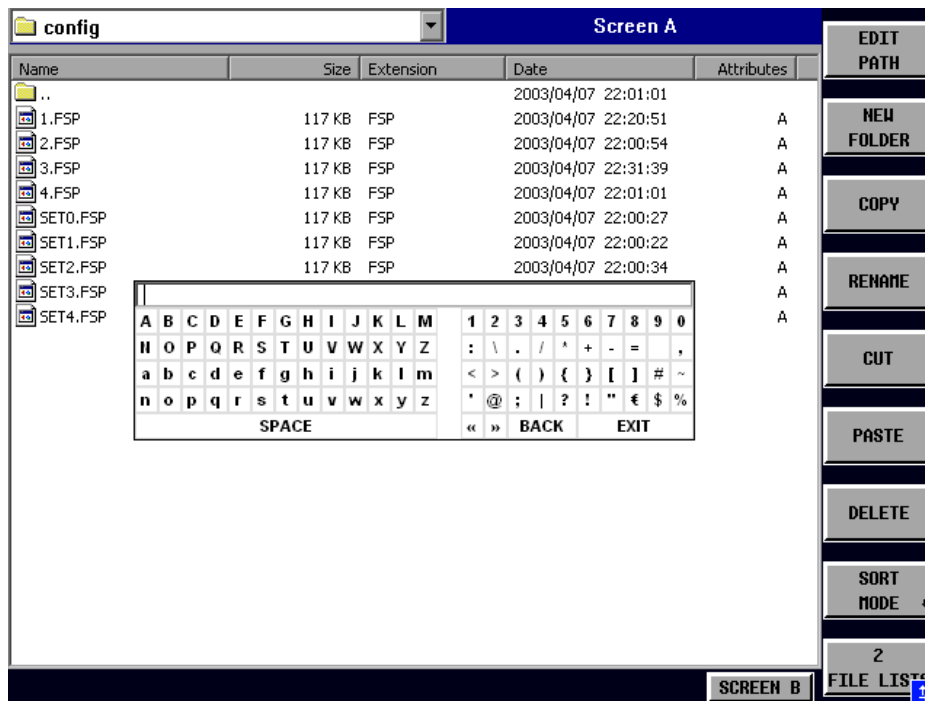 config
Screen A
Name Size Extension Date Attributes
.. 2003/04/07 22:01:01
1.FSP 117 KB FSP 2003/04/07 22:20:51 A
2.FSP 117 KB FSP 2003/04/07 22:00:54 A
3.FSP 117 KB FSP 2003/04/07 22:31:39 A
4.FSP 117 KB FSP 2003/04/07 22:01:01 A
SET0.FSP 117 KB FSP 2003/04/07 22:00:27 A
SET1.FSP 117 KB FSP 2003/04/07 22:00:22 A
SET2.FSP 117 KB FSP 2003/04/07 22:00:34 A
SET3.FSP A
SET4.FSP A
A B C D E F G H I J K L M 1 2 3 4 5 6 7 8 9 0
N O P Q R S T U V W X Y Z : \ . / * + - = ,
a b c d e f g h i j k l m < > ( ) { } [ ] # ~
n o p q r s t u v w x y z ' @ ; | ? ! " € $ %
SPACE « » BACK EXIT
EDIT
PATH
NEW
FOLDER
COPY
RENAME
CUT
PASTE
DELETE
SORT
MODE
2
FILE LISTS
SCREEN B